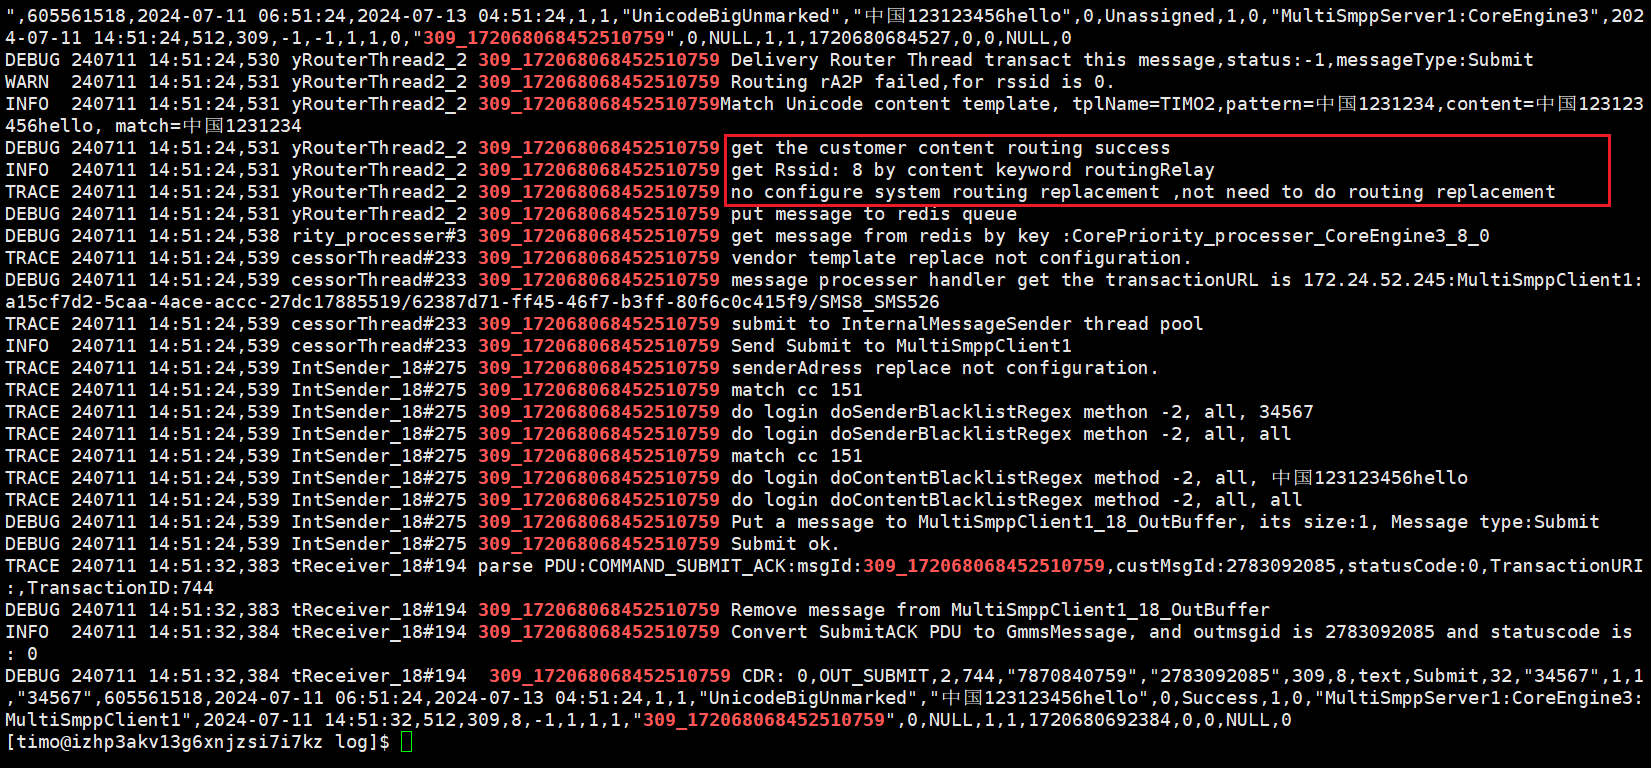 ",605561518,2024-07-11 06:51:24,2024-07-13 04:51:24,1,1,"UnicodeBigUnmarked","中国123123456hello",0,Unassigned,1,0,"MultiSmppServer1:CoreEngine3",202
4-07-11 14:51:24,512,309,-1,-1,1,1,0,"309_172068068452510759",0,NULL,1,1,1720680684527,0,0,NULL,0
DEBUG 240711 14:51:24,530 yRouterThread2_2 309_172068068452510759 Delivery Router Thread transact this message,status:-1,messageType:Submit
WARN  240711 14:51:24,531 yRouterThread2_2 309_172068068452510759 Routing rA2P failed,for rssid is 0.
INFO  240711 14:51:24,531 yRouterThread2_2 309_172068068452510759Match Unicode content template, tplName=TIMO2,pattern=中国1231234,content=中国123123
456hello, match=中国1231234
DEBUG 240711 14:51:24,531 yRouterThread2_2 309_172068068452510759 get the customer content routing success
INFO  240711 14:51:24,531 yRouterThread2_2 309_172068068452510759 get Rssid: 8 by content keyword routingRelay
TRACE 240711 14:51:24,531 yRouterThread2_2 309_172068068452510759 no configure system routing replacement ,not need to do routing replacement
DEBUG 240711 14:51:24,531 yRouterThread2_2 309_172068068452510759 put message to redis queue
DEBUG 240711 14:51:24,538 rity_processer#3 309_172068068452510759 get message from redis by key :CorePriority_processer_CoreEngine3_8_0
TRACE 240711 14:51:24,539 cessorThread#233 309_172068068452510759 vendor template replace not configuration.
DEBUG 240711 14:51:24,539 cessorThread#233 309_172068068452510759 message processer handler get the transactionURL is 172.24.52.245:MultiSmppClient1:
a15cf7d2-5caa-4ace-accc-27dc17885519/62387d71-ff45-46f7-b3ff-80f6c0c415f9/SMS8_SMS526
TRACE 240711 14:51:24,539 cessorThread#233 309_172068068452510759 submit to InternalMessageSender thread pool
INFO  240711 14:51:24,539 cessorThread#233 309_172068068452510759 Send Submit to MultiSmppClient1
TRACE 240711 14:51:24,539 IntSender_18#275 309_172068068452510759 senderAdress replace not configuration.
TRACE 240711 14:51:24,539 IntSender_18#275 309_172068068452510759 match cc 151
TRACE 240711 14:51:24,539 IntSender_18#275 309_172068068452510759 do login doSenderBlacklistRegex methon -2, all, 34567
TRACE 240711 14:51:24,539 IntSender_18#275 309_172068068452510759 do login doSenderBlacklistRegex methon -2, all, all
TRACE 240711 14:51:24,539 IntSender_18#275 309_172068068452510759 match cc 151
TRACE 240711 14:51:24,539 IntSender_18#275 309_172068068452510759 do login doContentBlacklistRegex method -2, all, 中国123123456hello
TRACE 240711 14:51:24,539 IntSender_18#275 309_172068068452510759 do login doContentBlacklistRegex method -2, all, all
DEBUG 240711 14:51:24,539 IntSender_18#275 309_172068068452510759 Put a message to MultiSmppClient1_18_OutBuffer, its size:1, Message type:Submit
DEBUG 240711 14:51:24,539 IntSender_18#275 309_172068068452510759 Submit ok.
TRACE 240711 14:51:32,383 tReceiver_18#194 parse PDU:COMMAND_SUBMIT_ACK:msgId:309_172068068452510759,custMsgId:2783092085,statusCode:0,TransactionURI
:,TransactionID:744
DEBUG 240711 14:51:32,383 tReceiver_18#194 309_172068068452510759 Remove message from MultiSmppClient1_18_OutBuffer
INFO  240711 14:51:32,384 tReceiver_18#194 309_172068068452510759 Convert SubmitACK PDU to GmmsMessage, and outmsgid is 2783092085 and statuscode is
: 0
DEBUG 240711 14:51:32,384 tReceiver_18#194  309_172068068452510759 CDR: 0,OUT_SUBMIT,2,744,"7870840759","2783092085",309,8,text,Submit,32,"34567",1,1
,"34567",605561518,2024-07-11 06:51:24,2024-07-13 04:51:24,1,1,"UnicodeBigUnmarked","中国123123456hello",0,Success,1,0,"MultiSmppServer1:CoreEngine3:
MultiSmppClient1",2024-07-11 14:51:32,512,309,8,-1,1,1,1,"309_172068068452510759",0,NULL,1,1,1720680692384,0,0,NULL,0
[timo@izhp3akv13g6xnjzsi7i7kz log]$